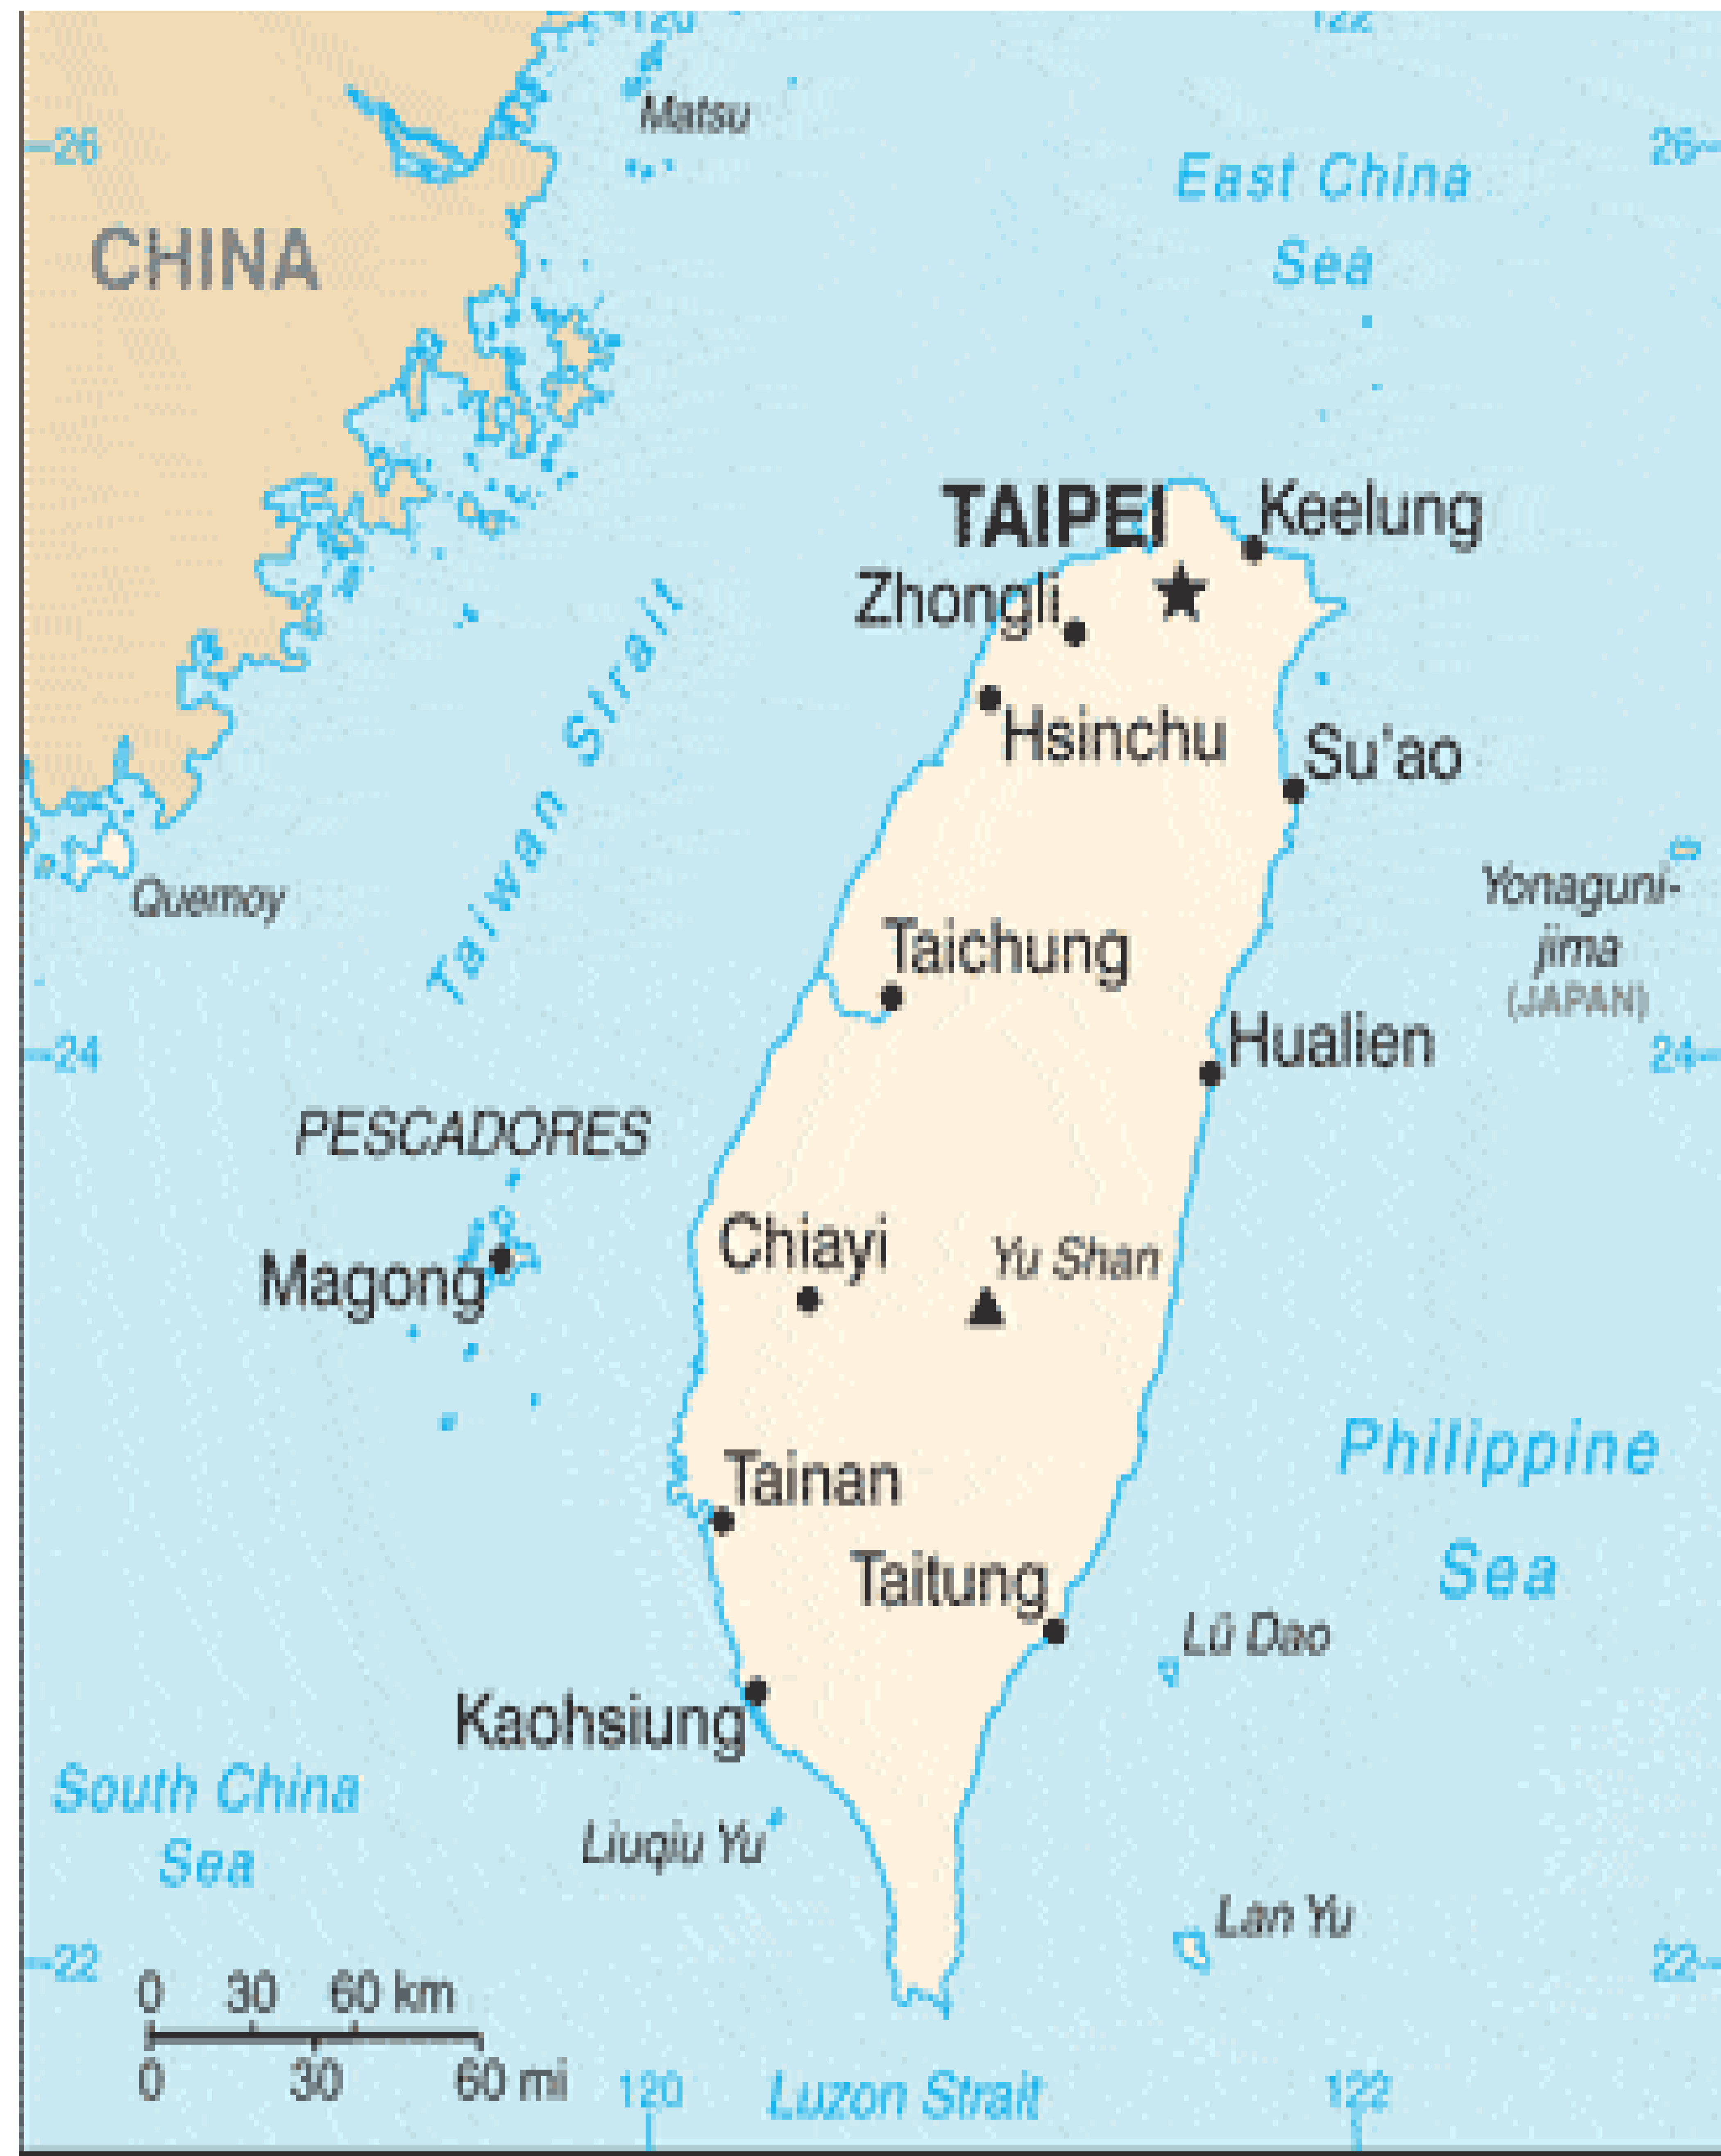 120
122
Matsu
26
26
East China
Sea
CHINA
TAIPEI
Keelung
Zhongli
Hsinchu
Su'ao
Taiwan Strait
Quemoy
Yonaguni-
jima
(JAPAN)
Taichung
24
24
Hualien
PESCADORES
Chiayi
Yu Shan
Magong
Philippine
Sea
Tainan
Taitung
Lü Dao
Kaohsiung
South China
Sea
Liuqiu Yu
Lan Yu
22
22
0 30 60 km
0 30 60 mi
120
Luzon Strait
122